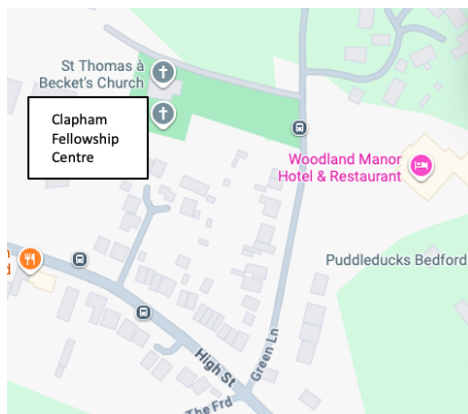 St Thomas à
Becket's Church
Clapham
Fellowship
Centre
Woodland Manor
Hotel & Restaurant
Puddleducks Bedford
High St
Green Ln
The Frd